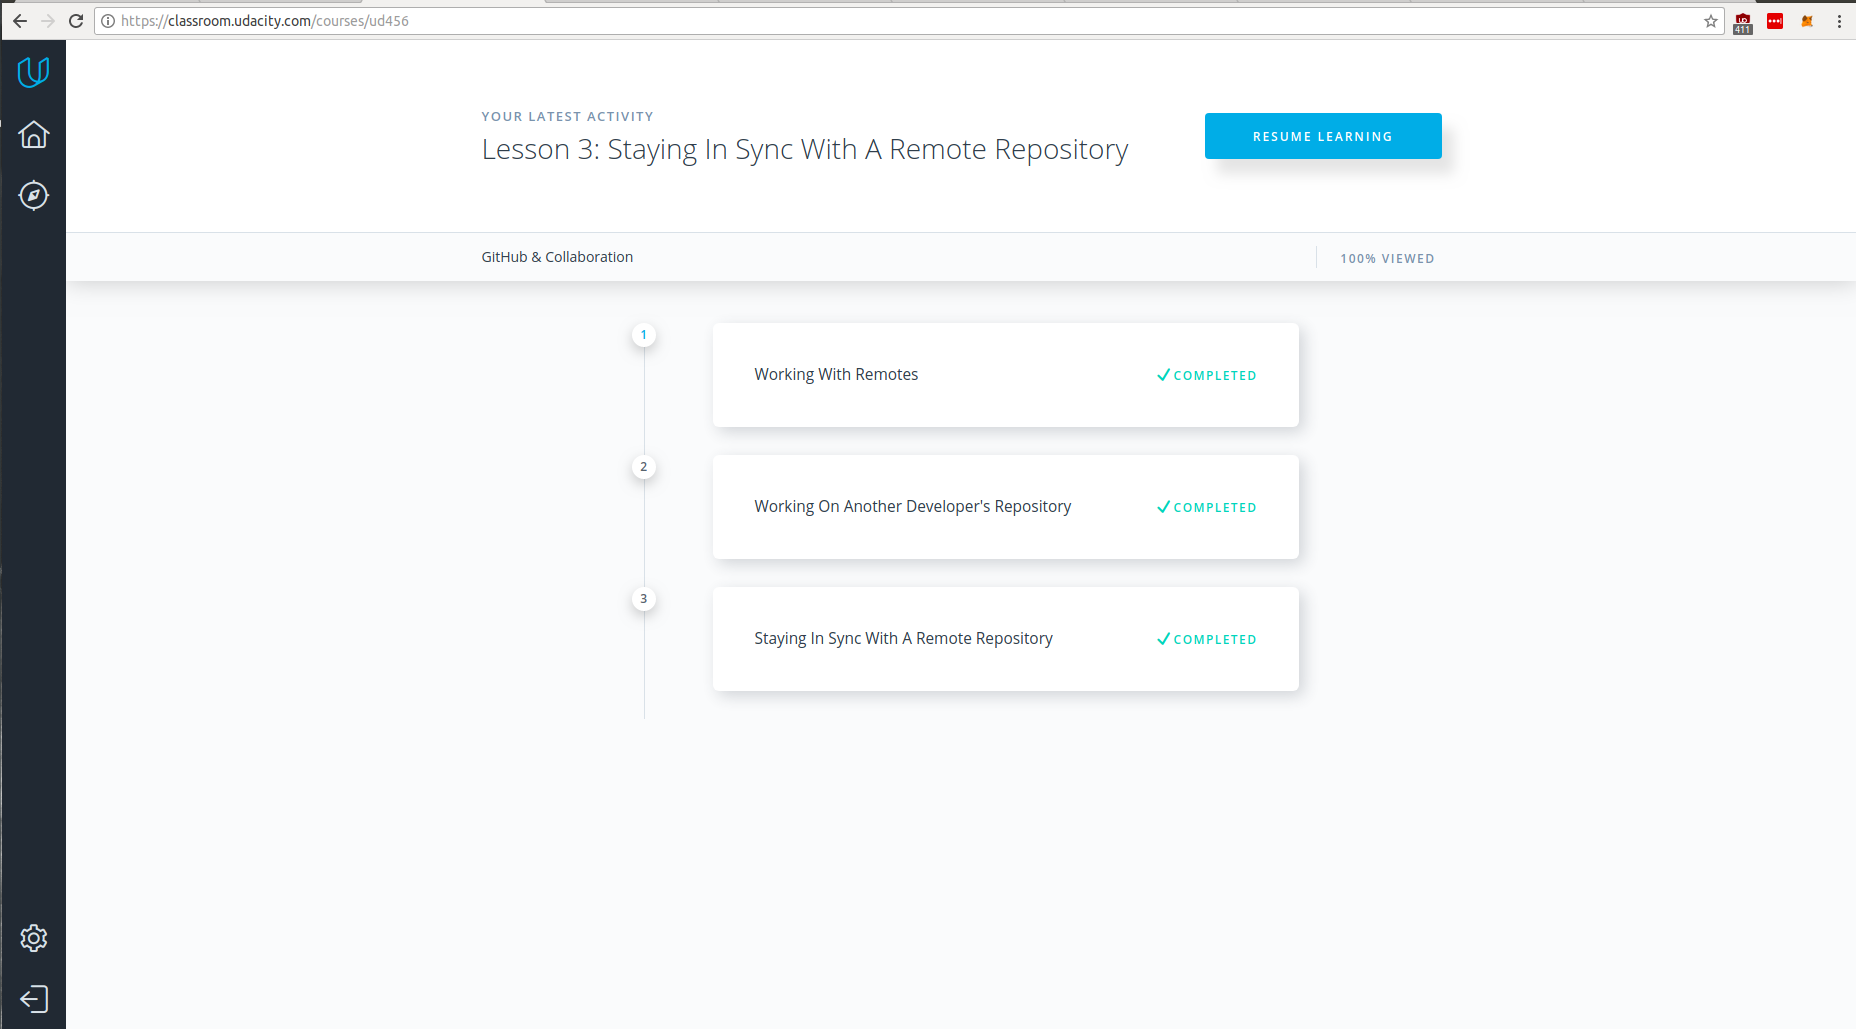 https://classroom.udacity.com/courses/ud456
411
YOUR LATEST ACTIVITY
Lesson 3: Staying In Sync With A Remote Repository
RESUME LEARNING
GitHub & Collaboration
100% VIEWED
1
Working With Remotes
COMPLETED
2
Working On Another Developer's Repository
COMPLETED
3
Staying In Sync With A Remote Repository
COMPLETED